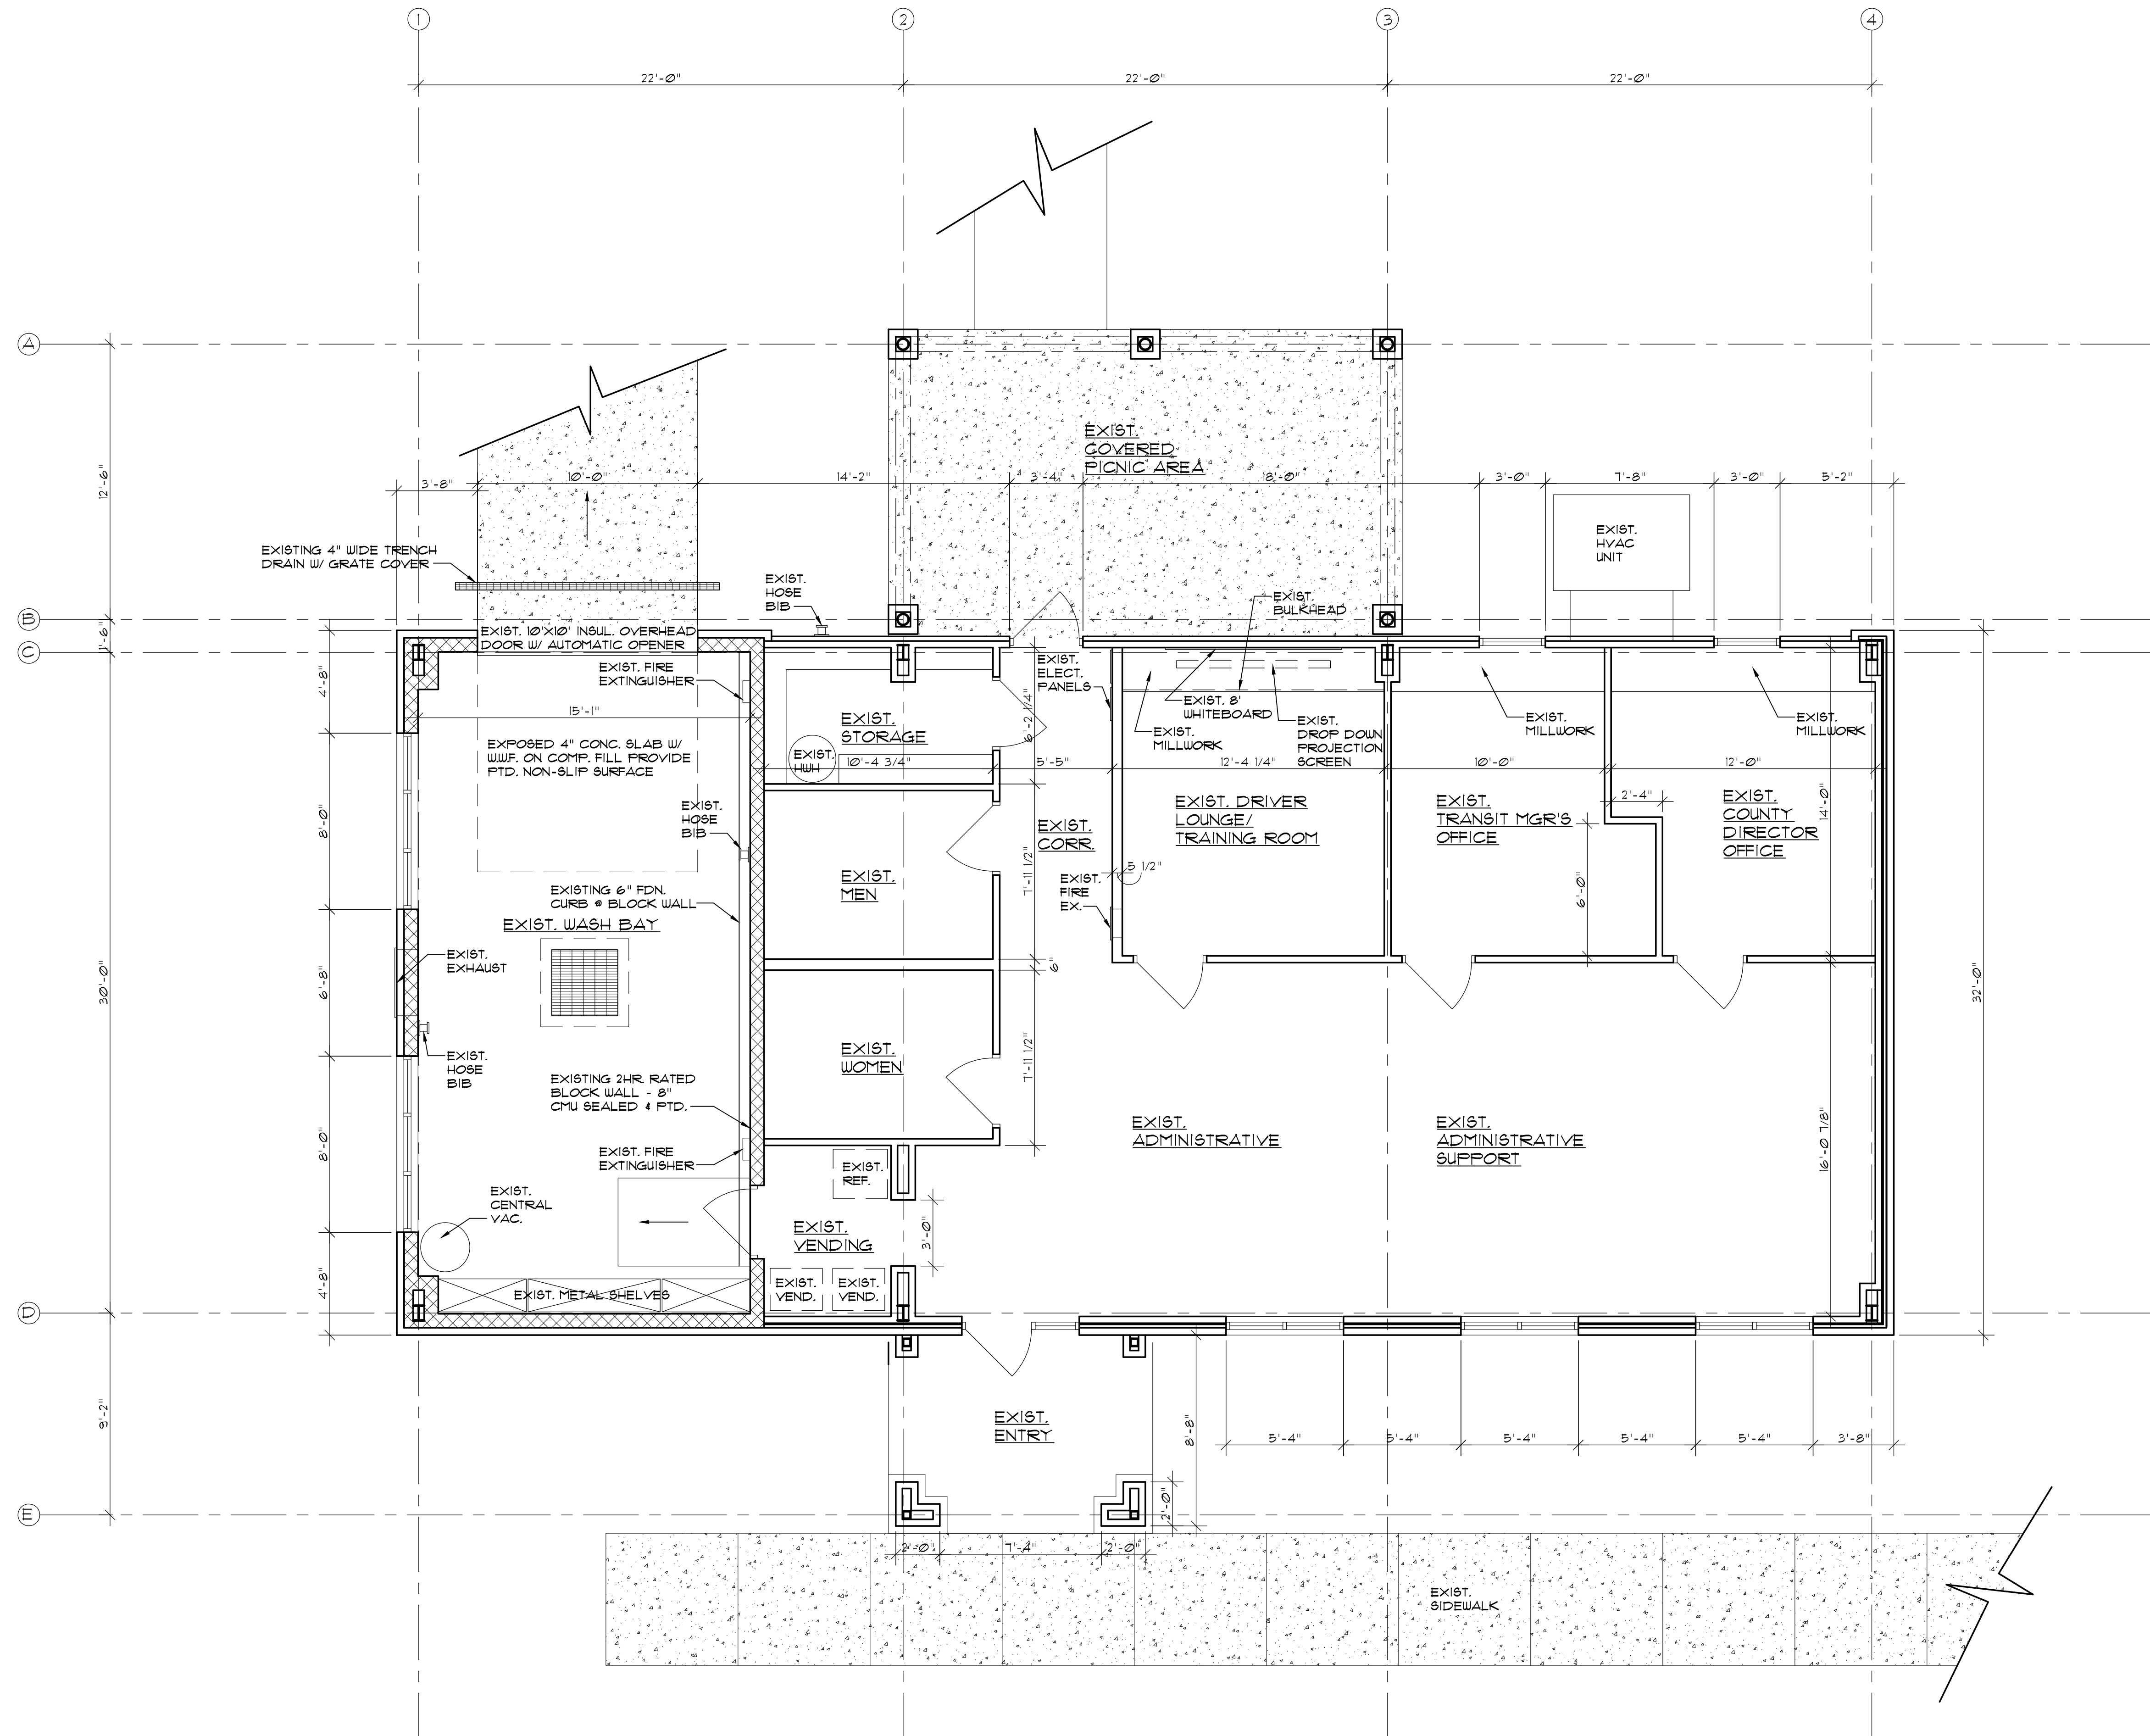 1
2
3
4
22'-0"
22'-0"
22'-0"
A
B
C
D
E
12'-6"
1'-6"
30'-0"
9'-2"
EXIST.
COVERED
PICNIC AREA
3'-8"
10'-0"
14'-2"
3'-4"
18'-0"
3'-0"
7'-8"
3'-0"
5'-2"
EXIST.
HVAC
UNIT
EXISTING 4" WIDE TRENCH
DRAIN W/ GRATE COVER
EXIST.
HOSE
BIB
EXIST.
BULKHEAD
EXIST. 10'X10' INSUL. OVERHEAD
DOOR W/ AUTOMATIC OPENER
EXIST. FIRE
EXTINGUISHER
EXIST.
ELECT.
PANELS
4'-8"
8'-0"
6'-8"
8'-0"
4'-8"
15'-1"
EXIST.
STORAGE
EXIST.
HWH
6'-2 1/4"
EXIST. 8'
WHITEBOARD
EXIST.
MILLWORK
EXIST.
DROP DOWN
PROJECTION
SCREEN
EXIST.
MILLWORK
EXIST.
MILLWORK
EXPOSED 4" CONC. SLAB W/
W.W.F. ON COMP. FILL PROVIDE
PTD. NON-SLIP SURFACE
10'-4 3/4"
5'-5"
12'-4 1/4"
10'-0"
12'-0"
2'-4"
14'-0"
EXIST.
HOSE
BIB
EXIST.
CORR.
EXIST. DRIVER
LOUNGE/
TRAINING ROOM
EXIST.
TRANSIT MGR'S
OFFICE
EXIST.
COUNTY
DIRECTOR
OFFICE
EXISTING 6" FDN.
CURB @ BLOCK WALL
EXIST.
MEN
7'-11 1/2"
5 1/2"
EXIST.
FIRE
EX.
6'-0"
EXIST. WASH BAY
EXIST.
EXHAUST
6"
32'-0"
EXIST.
HOSE
BIB
EXIST.
WOMEN
7'-11 1/2"
EXISTING 2HR. RATED
BLOCK WALL - 8"
CMU SEALED & PTD.
EXIST.
ADMINISTRATIVE
EXIST.
ADMINISTRATIVE
SUPPORT
16'-0 7/8"
EXIST. FIRE
EXTINGUISHER
EXIST.
REF.
EXIST.
CENTRAL
VAC.
EXIST.
VENDING
3'-0"
EXIST.
VEND.
EXIST.
VEND.
EXIST. METAL SHELVES
EXIST.
ENTRY
8'-8"
5'-4"
5'-4"
5'-4"
5'-4"
5'-4"
3'-8"
2'-0"
2'-0"
7'-4"
2'-0"
EXIST.
SIDEWALK